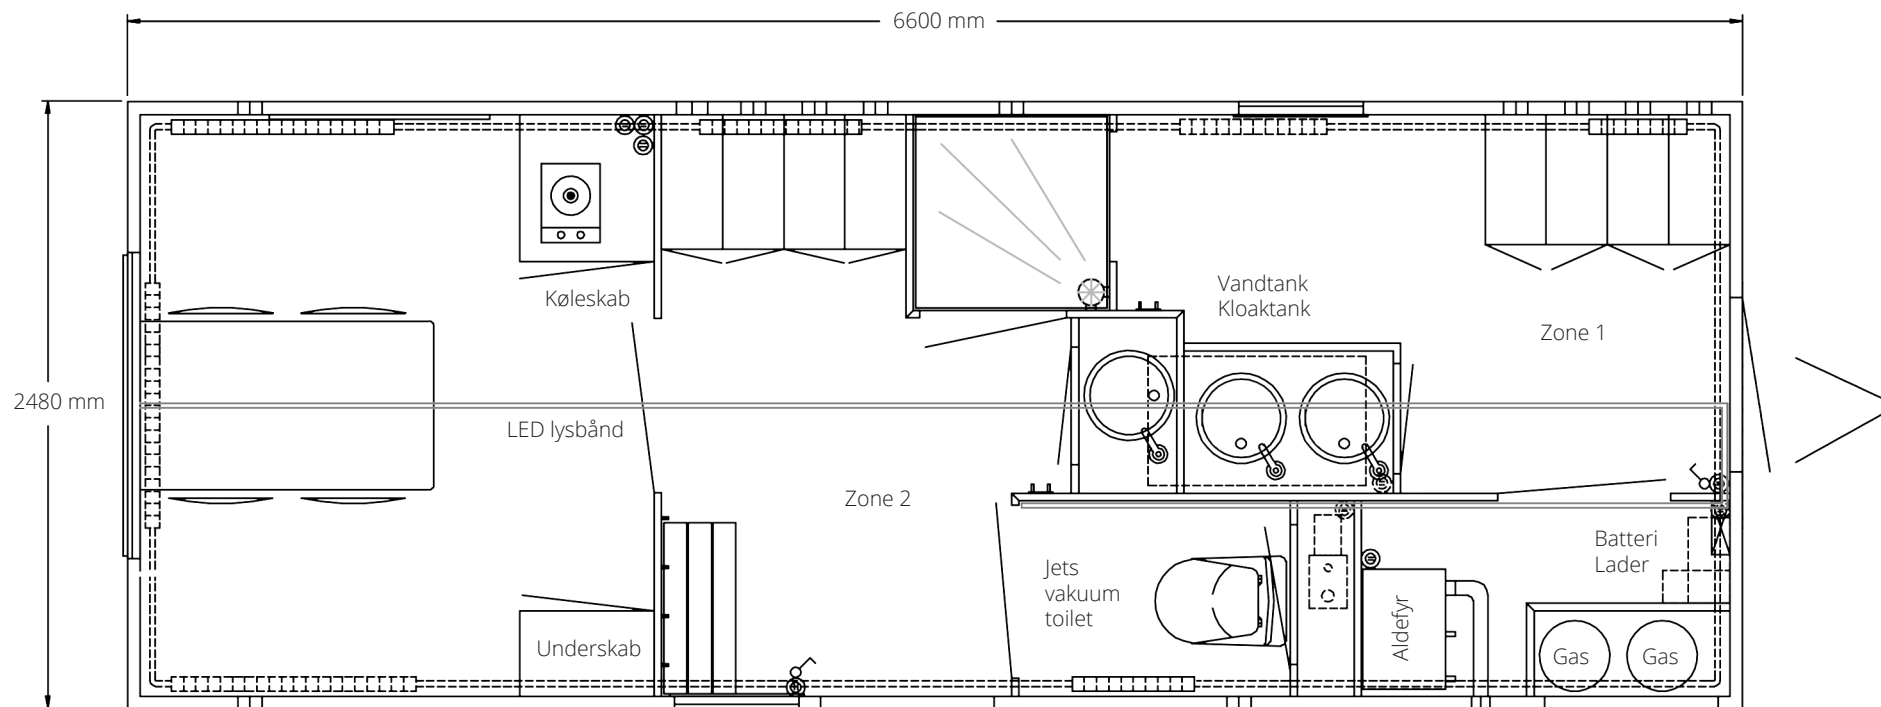 6600 mm
2480 mm
Køleskab
LED lysbånd
Zone 2
Underskab
Vandtank
Kloaktank
Zone 1
Jets
vakuum
toilet
Aldefyr
Batteri
Lader
Gas
Gas